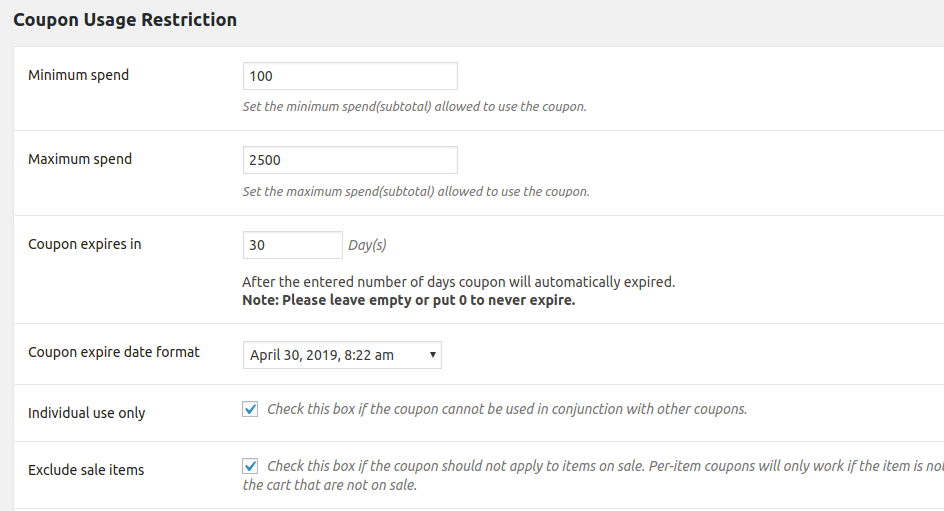 Coupon Usage Restriction
Minimum spend
100
Set the minimum spend(subtotal) allowed to use the coupon.
Maximum spend
2500
Set the maximum spend(subtotal) allowed to use the coupon.
Coupon expires in
30 Day(s)
After the entered number of days coupon will automatically expired.
Note: Please leave empty or put 0 to never expire.
Coupon expire date format
April 30, 2019, 8:22 am
Individual use only
Check this box if the coupon cannot be used in conjunction with other coupons.
Exclude sale items
Check this box if the coupon should not apply to items on sale. Per-item coupons will only work if the item is not
the cart that are not on sale.